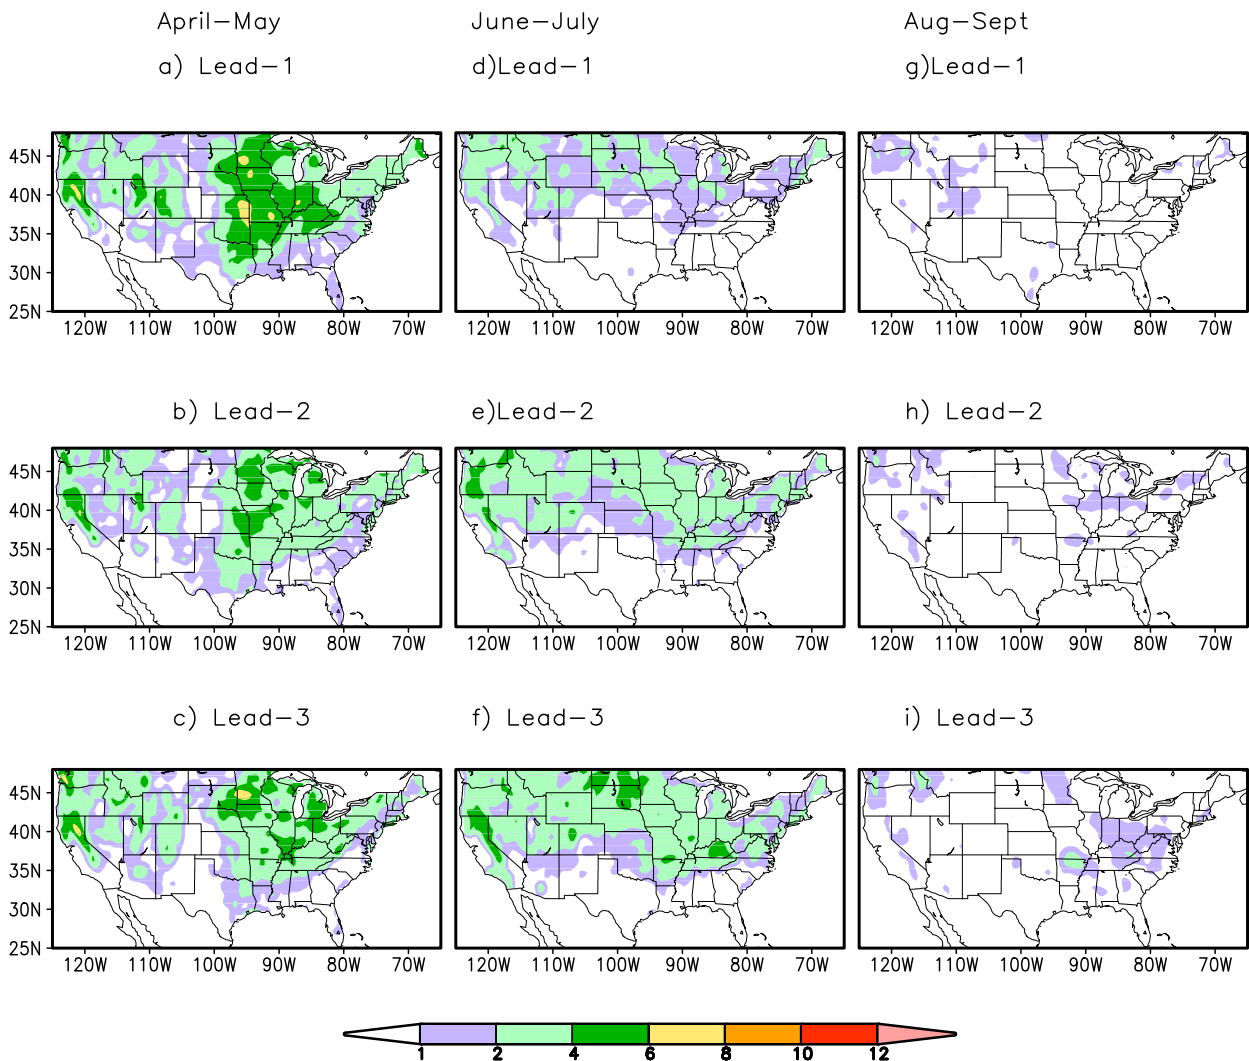 April-May June-July Aug-Sept
a) Lead-1 d)Lead-1 g)Lead-1
45N
40N
35N
30N
25N
120W 110W 100W 90W 80W 70W 120W 110W 100W 90W 80W 70W 120W 110W 100W 90W 80W 70W
b) Lead-2 e)Lead-2 h) Lead-2
45N
40N
35N
30N
25N
120W 110W 100W 90W 80W 70W 120W 110W 100W 90W 80W 70W 120W 110W 100W 90W 80W 70W
c) Lead-3 f) Lead-3 i) Lead-3
45N
40N
35N
30N
25N
120W 110W 100W 90W 80W 70W 120W 110W 100W 90W 80W 70W 120W 110W 100W 90W 80W 70W
1 2 4 6 8 10 12